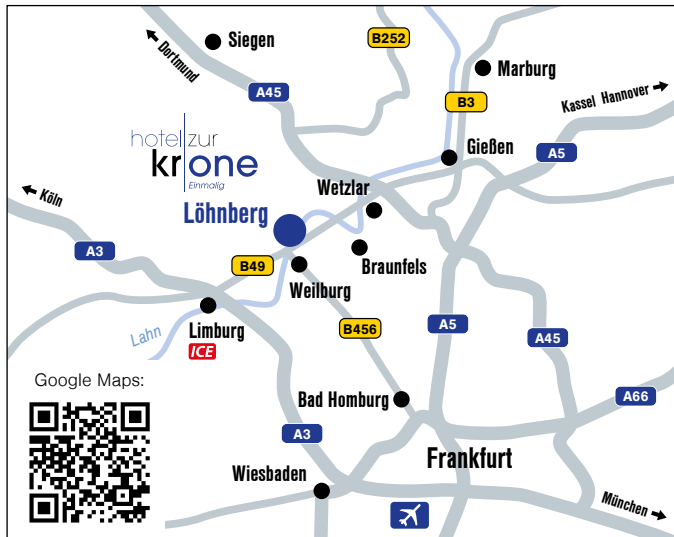 Siegen
B252
Dortmund
Marburg
A45
B3
Kassel Hannover
hotel zur
krone
Einmalig
Gießen
A5
Wetzlar
Köln
Löhnberg
A3
B49
Braunfels
Weilburg
Lahn
Limburg
ICE
B456
A5
A45
Google Maps:
Bad Homburg
A66
A3
Frankfurt
Wiesbaden
München